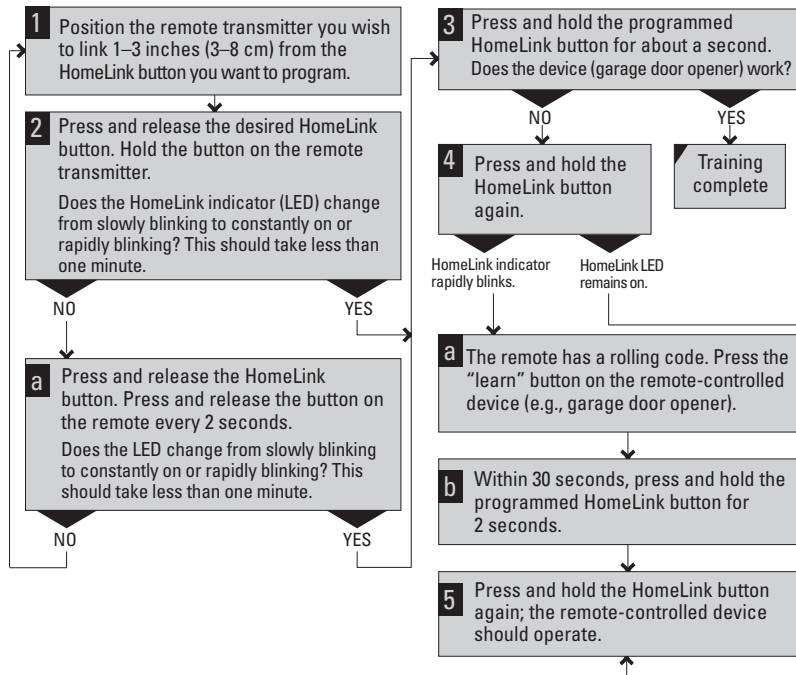 1
Position the remote transmitter you wish
to link 1–3 inches (3–8 cm) from the
HomeLink button you want to program.
2
Press and release the desired HomeLink
button. Hold the button on the remote
transmitter.
Does the HomeLink indicator (LED) change
from slowly blinking to constantly on or
rapidly blinking? This should take less than
one minute.
NO
YES
a
Press and release the HomeLink
button. Press and release the button on
the remote every 2 seconds.
Does the LED change from slowly blinking
to constantly on or rapidly blinking? This
should take less than one minute.
NO
YES
3
Press and hold the programmed
HomeLink button for about a second.
Does the device (garage door opener) work?
NO
YES
4
Press and hold the
HomeLink button
again.
Training
complete
HomeLink indicator
rapidly blinks.
HomeLink LED
remains on.
a
The remote has a rolling code. Press the
“learn” button on the remote-controlled
device (e.g., garage door opener).
b
Within 30 seconds, press and hold the
programmed HomeLink button for
2 seconds.
5
Press and hold the HomeLink button
again; the remote-controlled device
should operate.